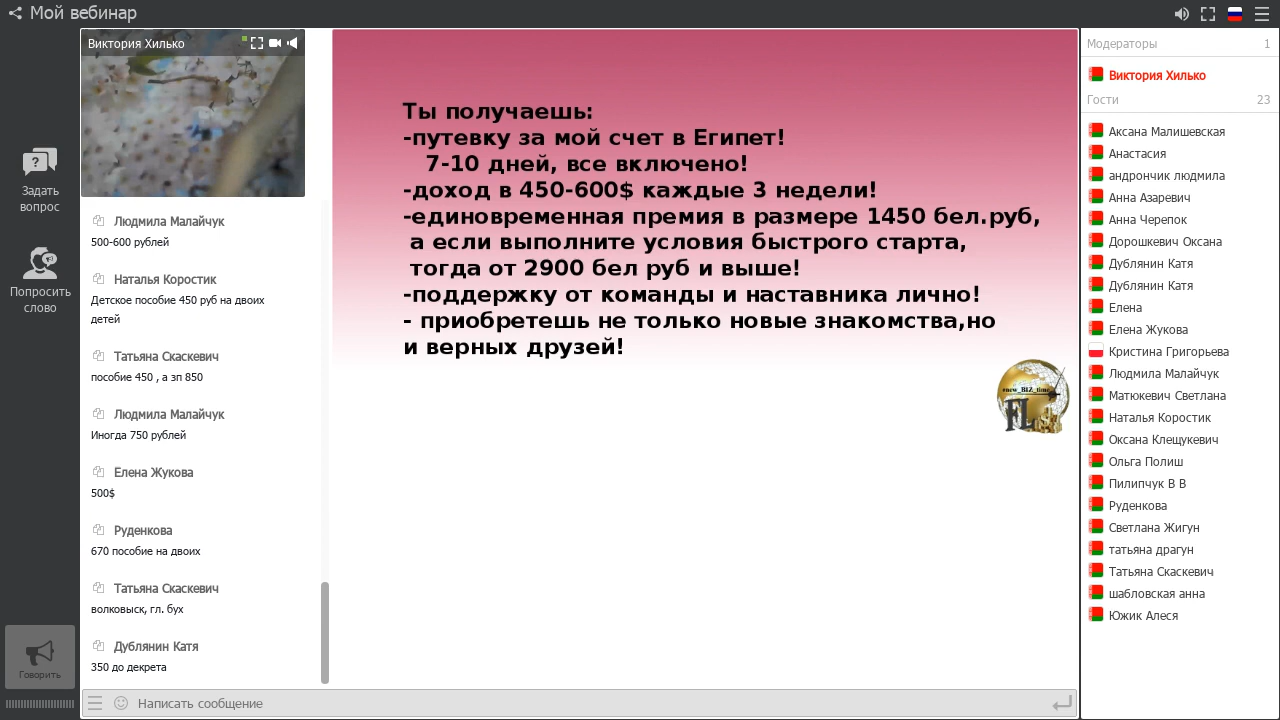 Мой вебинар
Виктория Хилько
Задать
вопрос
Попросить
слово
Говорить
Людмила Малайчук
500-600 рублей
Наталья Коростик
Детское пособие 450 руб на двоих
детей
Татьяна Скаскевич
пособие 450 , а зп 850
Людмила Малайчук
Иногда 750 рублей
Елена Жукова
500$
Руденкова
670 пособие на двоих
Татьяна Скаскевич
волковыск, гл. бух
Дублянин Катя
350 до декрета
Написать сообщение
Ты получаешь:
-путевку за мой счет в Египет!
7-10 дней, все включено!
-доход в 450-600$ каждые 3 недели!
-единовременная премия в размере 1450 бел.руб,
а если выполните условия быстрого старта,
тогда от 2900 бел руб и выше!
-поддержку от команды и наставника лично!
- приобретешь не только новые знакомства,но
и верных друзей!
#new_BIZ_time
FL
Модераторы 1
Виктория Хилько
Гости 23
Аксана Малишевская
Анастасия
андрончик людмила
Анна Азаревич
Анна Черепок
Дорошкевич Оксана
Дублянин Катя
Дублянин Катя
Елена
Елена Жукова
Кристина Григорьева
Людмила Малайчук
Матюкевич Светлана
Наталья Коростик
Оксана Клещукевич
Ольга Полиш
Пилипчук В В
Руденкова
Светлана Жигун
татьяна драгун
Татьяна Скаскевич
шабловская анна
Южик Алеся